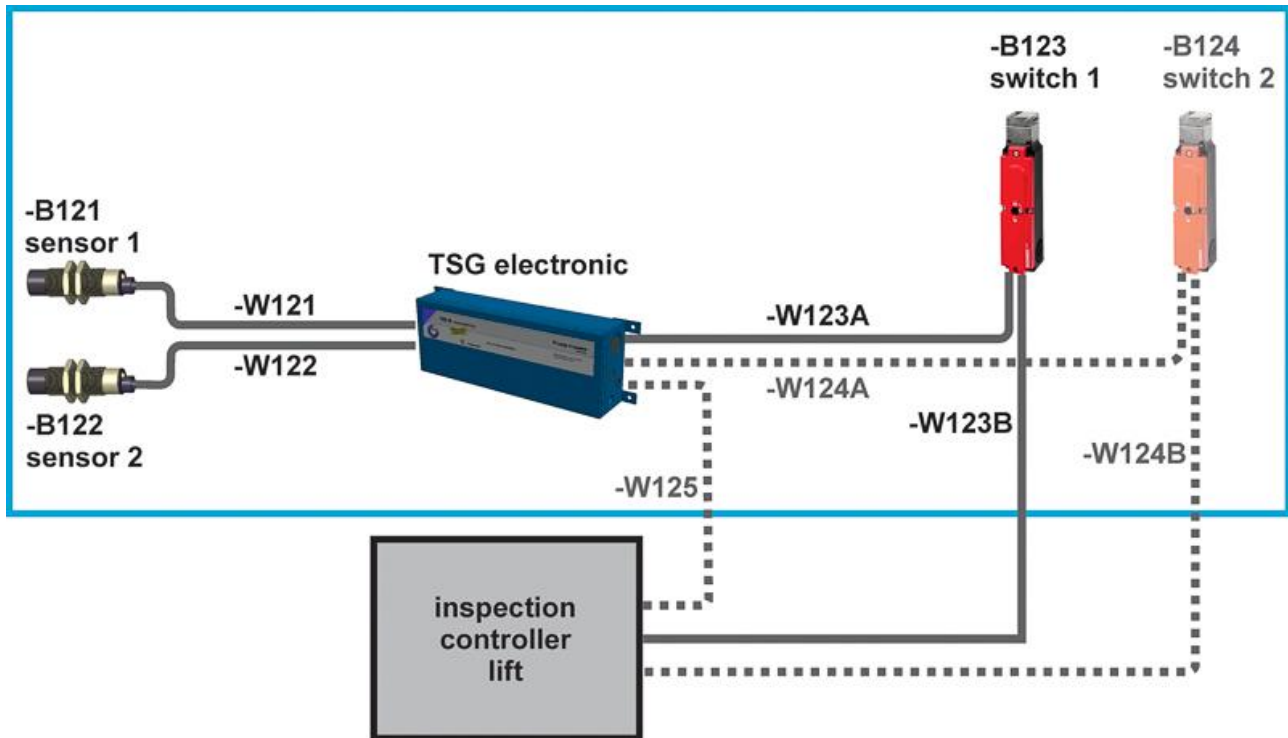 -B123
switch 1
-B124
switch 2
-B121
sensor 1
TSG electronic
-W121
-W123A
-W122
-W124A
-B122
sensor 2
-W123B
-W124B
-W125
inspection
controller
lift